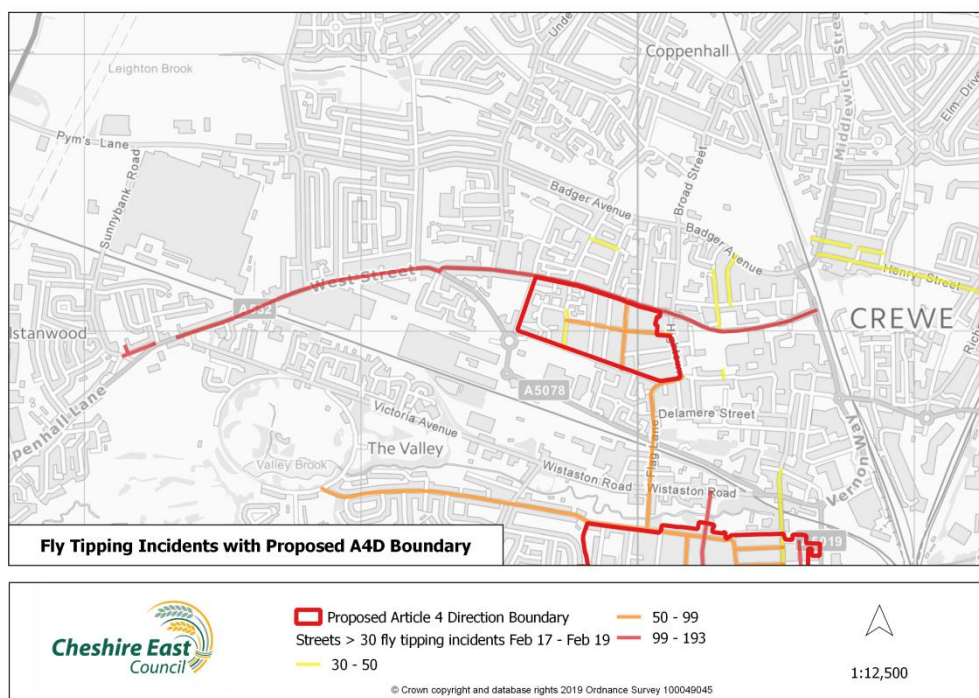 Leighton Brook
Coppenhall
Middlewich Street
Elm Drive
Pym's Lane
Sunnybank Road
Badger Avenue
Broad Street
Badger Avenue
Henry Street
West Street
CREWE
A5078
Delamere Street
Victoria Avenue
The Valley
Flag Lane
Valley Brook
Wistaston Road
Wistaston Road
Vernon Way
Fly Tipping Incidents with Proposed A4D Boundary
Cheshire East
Council
Proposed Article 4 Direction Boundary
Streets > 30 fly tipping incidents Feb 17 - Feb 19
30 - 50
50 - 99
99 - 193
1:12,500
© Crown copyright and database rights 2019 Ordnance Survey 100049045